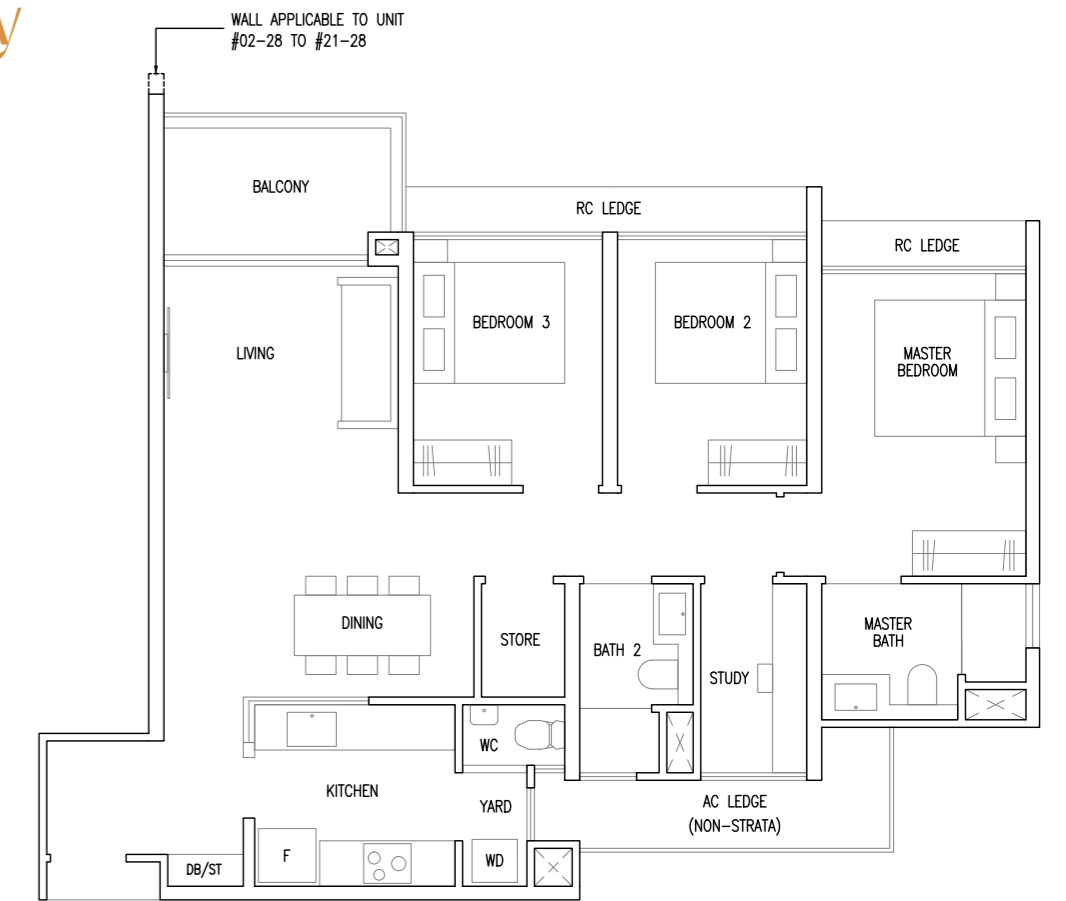 WALL APPLICABLE TO UNIT
#02-28 TO #21-28
BALCONY
RC LEDGE
RC LEDGE
BEDROOM 3
BEDROOM 2
LIVING
MASTER
BEDROOM
DINING
STORE
BATH 2
MASTER
BATH
STUDY
WC
KITCHEN
YARD
AC LEDGE
(NON-STRATA)
F
WD
DB/ST